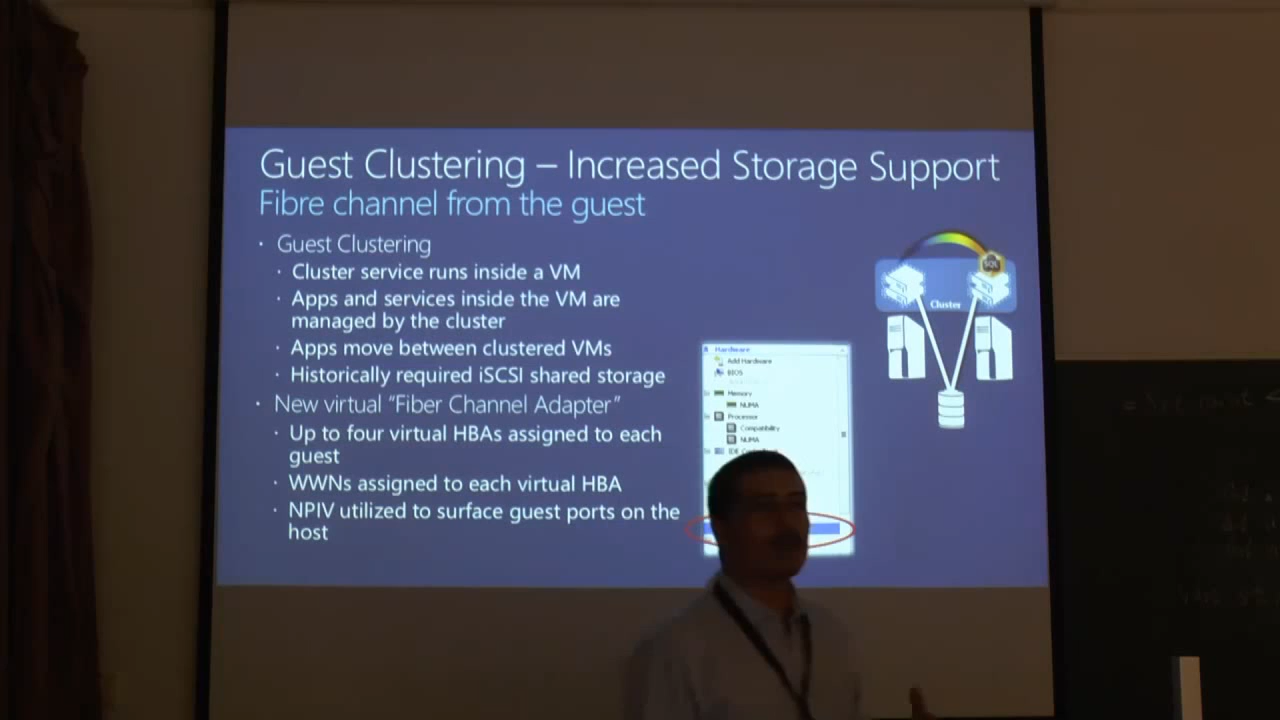 Guest Clustering – Increased Storage Support
Fibre channel from the guest
· Guest Clustering
· Cluster service runs inside a VM
· Apps and services inside the VM are
managed by the cluster
· Apps move between clustered VMs
· Historically required iSCSI shared storage
· New virtual “Fiber Channel Adapter”
· Up to four virtual HBAs assigned to each
guest
· WWNs assigned to each virtual HBA
· NPIV utilized to surface guest ports on the
host
Hardware
Add Hardware
BIOS
Memory
NUMA
Processor
Compatibility
NUMA
IDE
SQL
Cluster